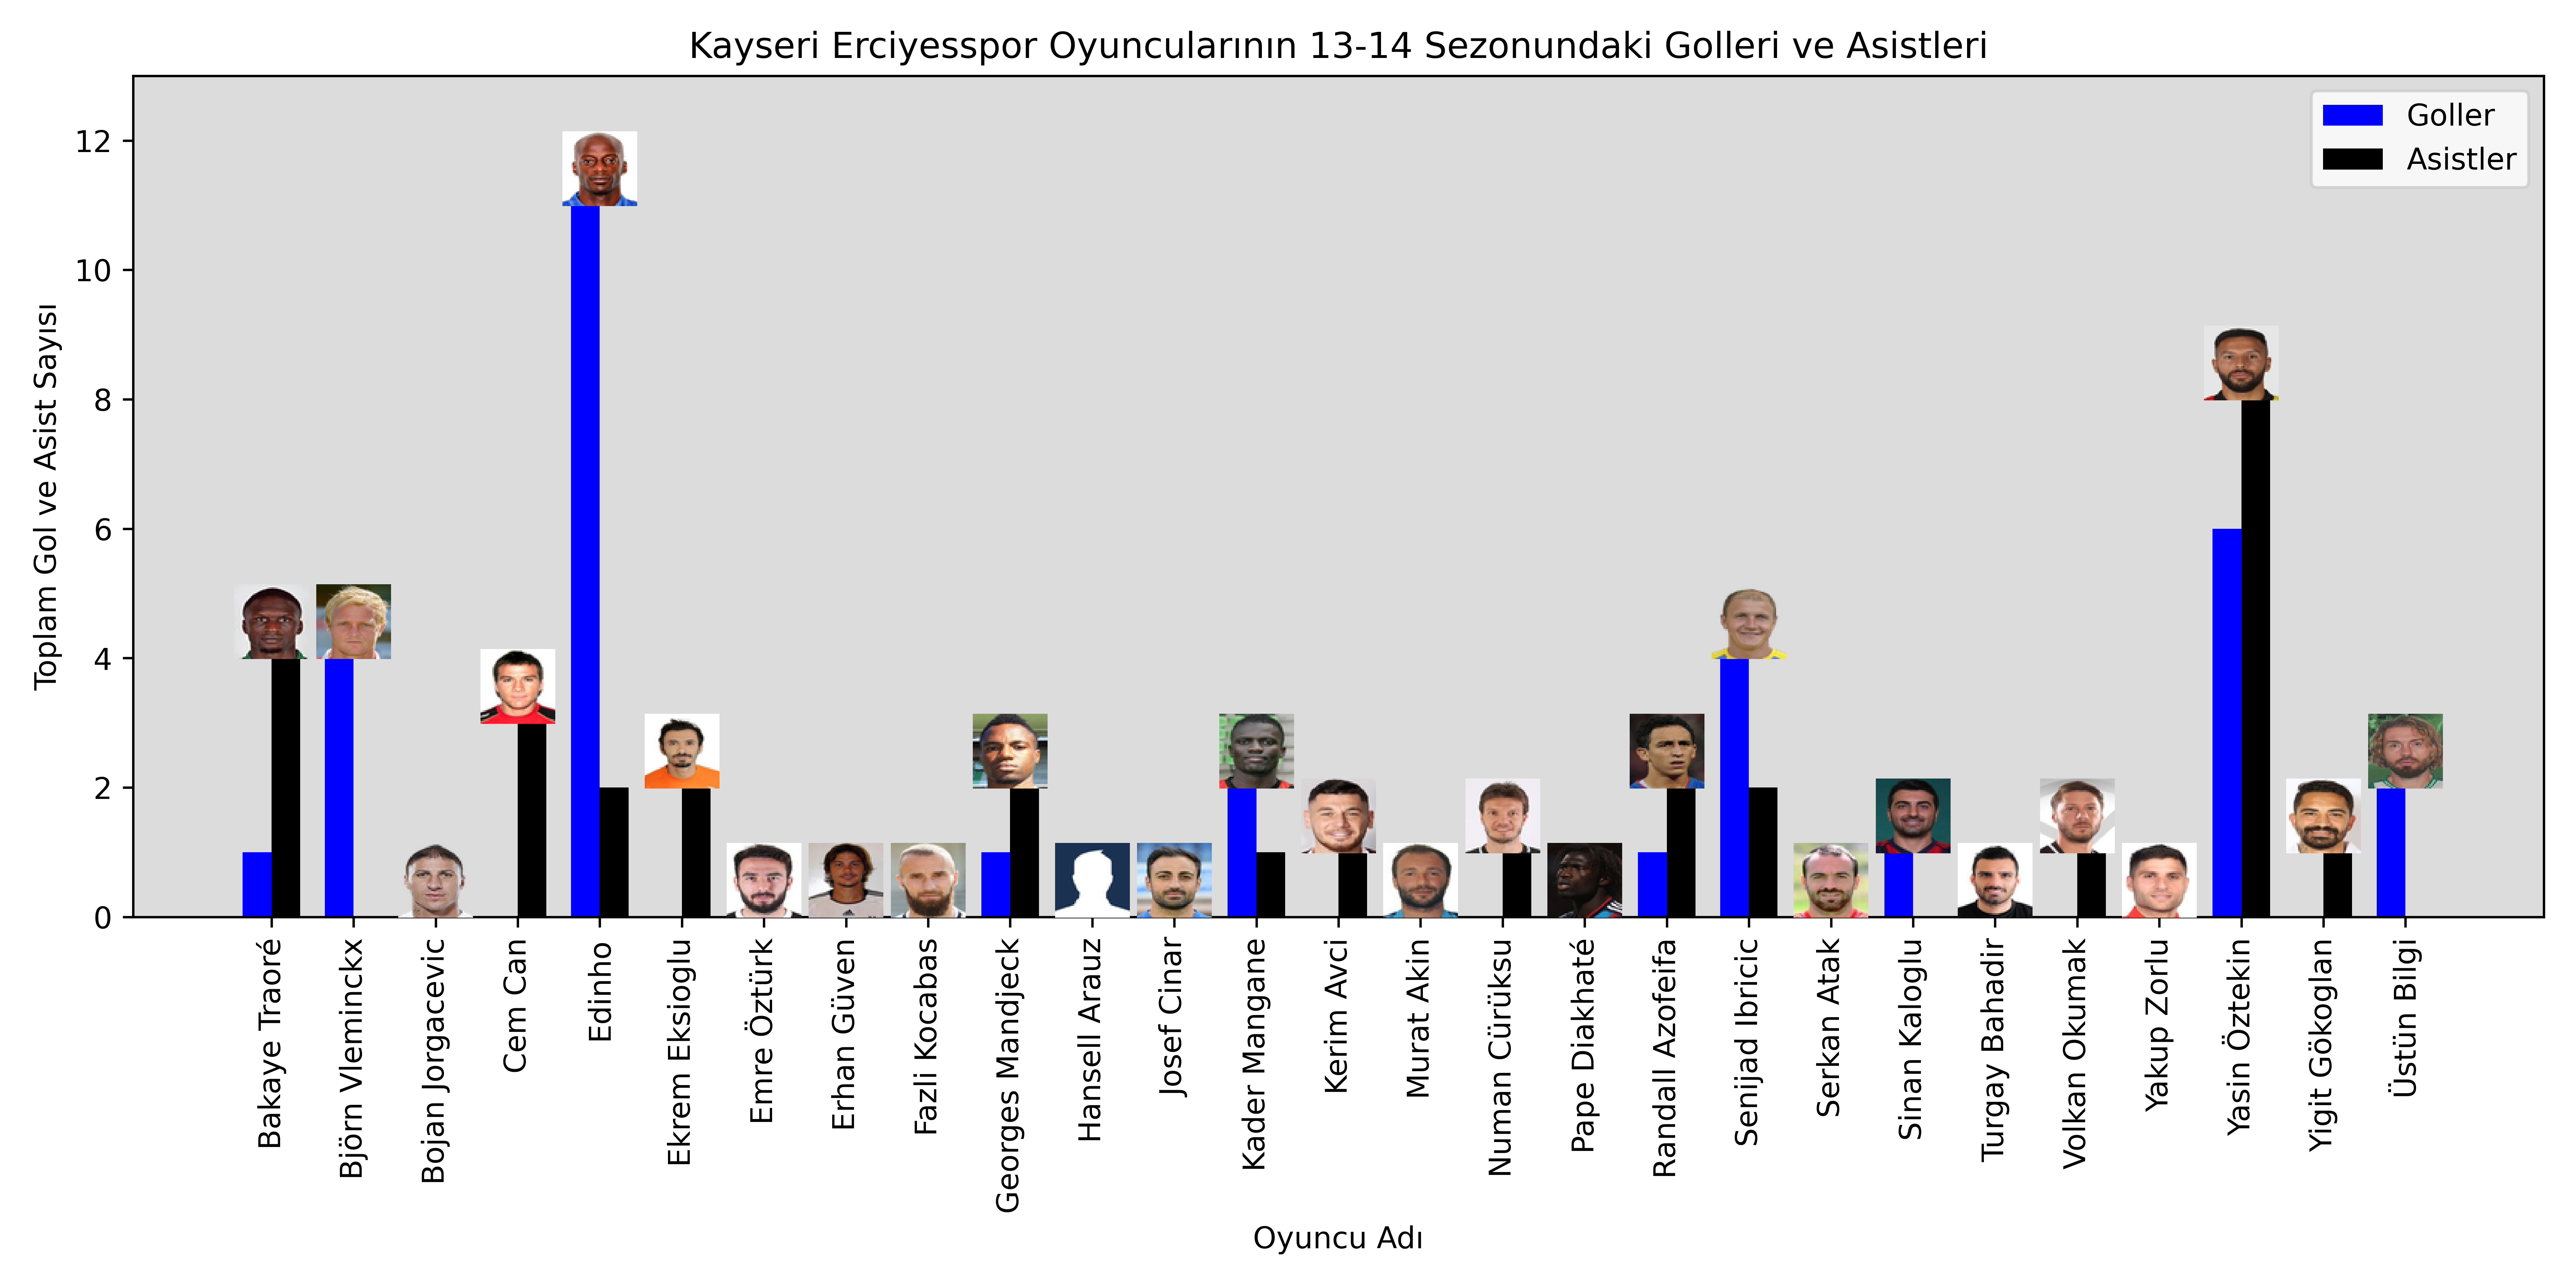 Kayseri Erciyesspor Oyuncularının 13-14 Sezonundaki Golleri ve Asistleri
Goller
Asistler
Toplam Gol ve Asist Sayısı
12
10
8
6
4
2
0
Bakaye Traoré
Björn Vleminckx
Bojan Jorgacevic
Cem Can
Edinho
Ekrem Eksioglu
Emre Öztürk
Erhan Güven
Fazli Kocabas
Georges Mandjeck
Hansell Arauz
Josef Cinar
Kader Mangane
Kerim Avci
Murat Akin
Numan Cürüksu
Pape Diakhaté
Randall Azofeifa
Senijad Ibricic
Serkan Atak
Sinan Kaloglu
Turgay Bahadir
Volkan Okumak
Yakup Zorlu
Yasin Öztekin
Yigit Gökoglan
Üstün Bilgi
Oyuncu Adı